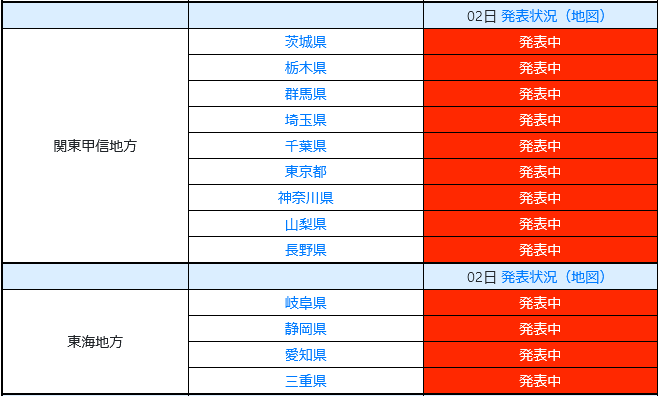 02日 発表状況（地図）
茨城県 発表中
栃木県 発表中
群馬県 発表中
埼玉県 発表中
関東甲信地方 千葉県 発表中
東京都 発表中
神奈川県 発表中
山梨県 発表中
長野県 発表中
02日 発表状況（地図）
岐阜県 発表中
東海地方 静岡県 発表中
愛知県 発表中
三重県 発表中